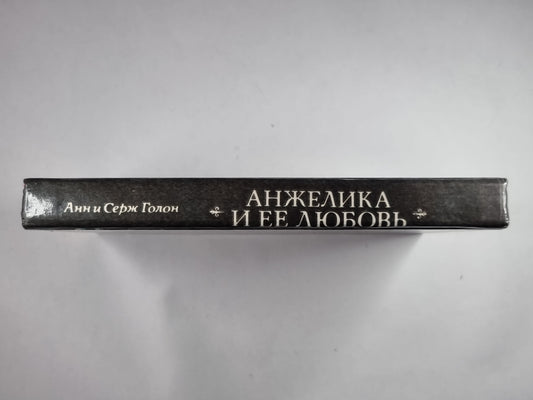 Анн и Серж Голон
АНЖЕЛИКА
И ЕЕ ЛЮБОВЬ